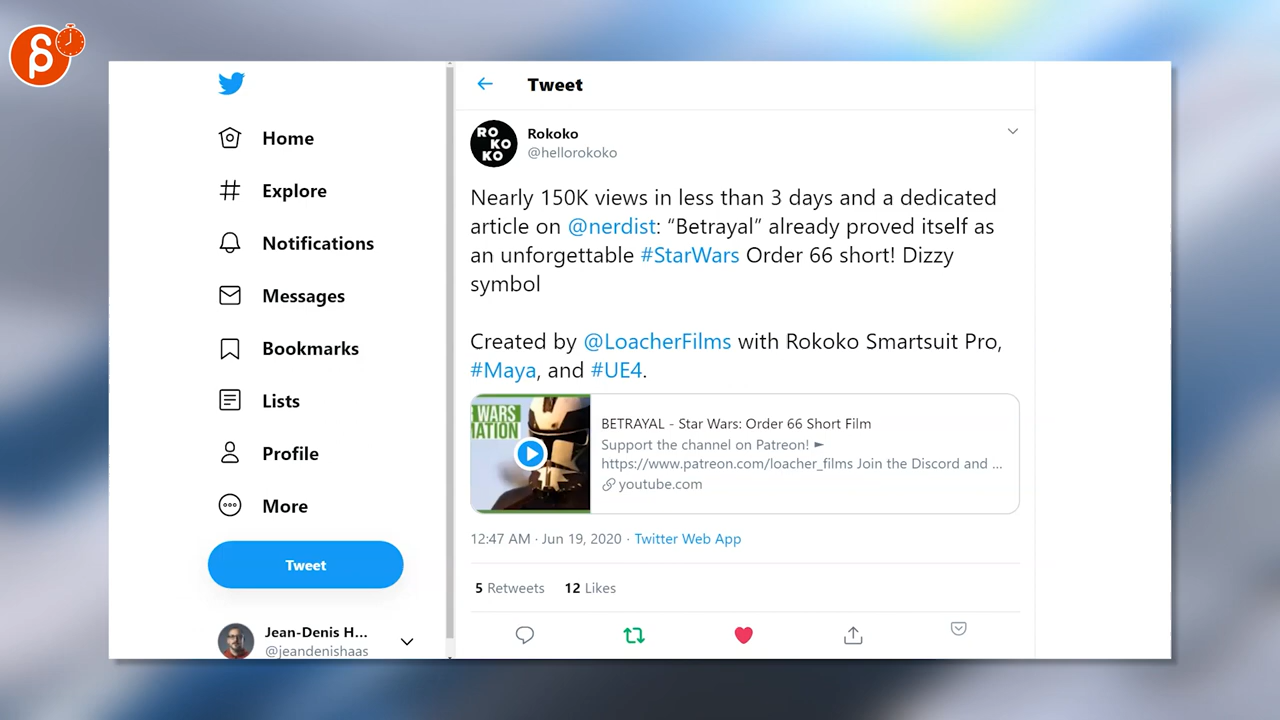 Home
Explore
Notifications
Messages
Bookmarks
Lists
Profile
More
Tweet
Jean-Denis H...
@jeandenishaas
Tweet
RO
KO
KO
Rokoko
@hellorokoko
Nearly 150K views in less than 3 days and a dedicated
article on @nerdist: “Betrayal” already proved itself as
an unforgettable #StarWars Order 66 short! Dizzy
symbol
Created by @LoacherFilms with Rokoko Smartsuit Pro,
#Maya, and #UE4.
WARS
MATION
BETRAYAL - Star Wars: Order 66 Short Film
Support the channel on Patreon! ►
https://www.patreon.com/loacher_films Join the Discord and ...
youtube.com
12:47 AM · Jun 19, 2020 · Twitter Web App
5 Retweets 12 Likes